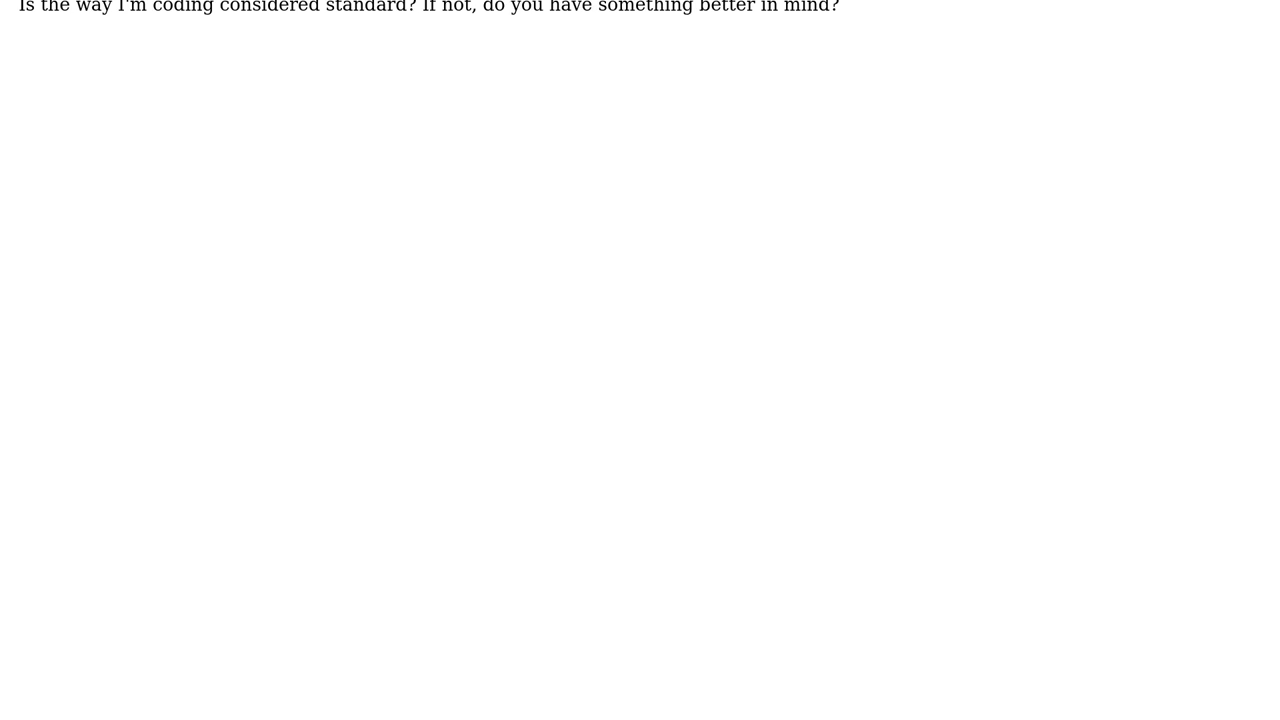 Is the way I'm coding considered standard? If not, do you have something better in mind?